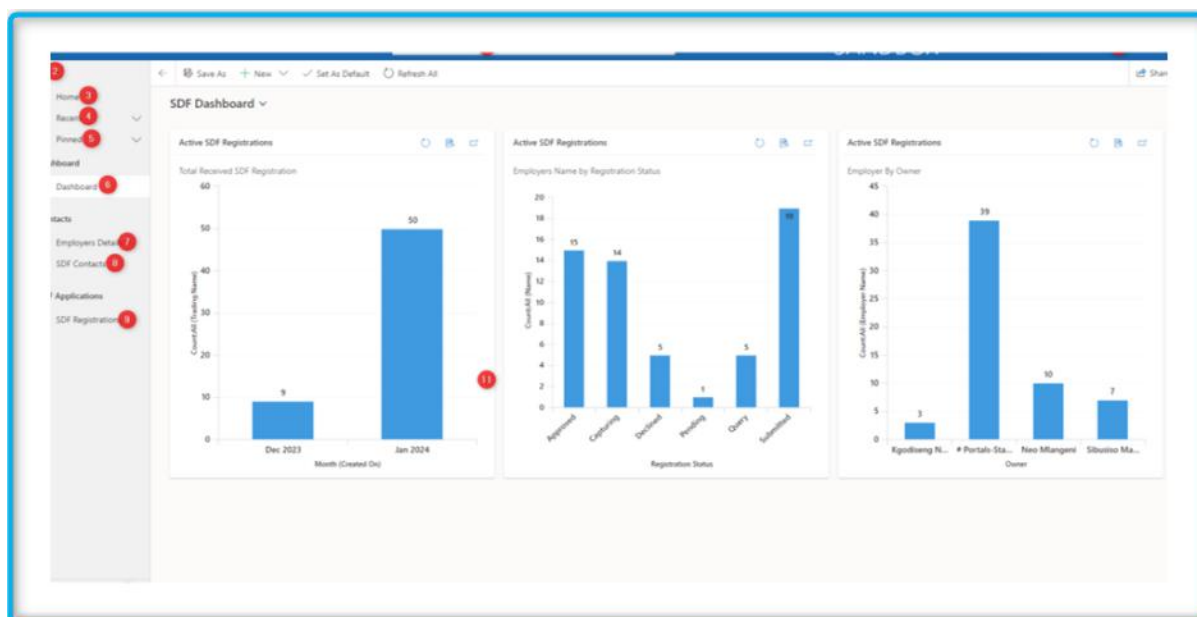 2
Home 3
Recent 4
Pinned 5
hboard
Dashboard 6
ntacts
Employers Detai 7
SDF Contacts 8
Applications
SDF Registration 9
Save As New Set As Default Refresh All
Shar
SDF Dashboard
Active SDF Registrations
Total Received SDF Registration
Count:All (Trading Name)
60
50
40
30
20
10
0
9
50
Dec 2023 Jan 2024
Month (Created On)
11
Active SDF Registrations
Employers Name by Registration Status
Count:All (Name)
20
18
16
14
12
10
8
6
4
2
0
15
14
5
1
5
19
Approved Capturing Declined Pending Query Submitted
Registration Status
Active SDF Registrations
Employer By Owner
Count:All (Employer Name)
45
40
35
30
25
20
15
10
5
0
3
39
10
7
Kgodiseng N... # Portals-Sta... Neo Mlangeni Sibusiso Ma...
Owner